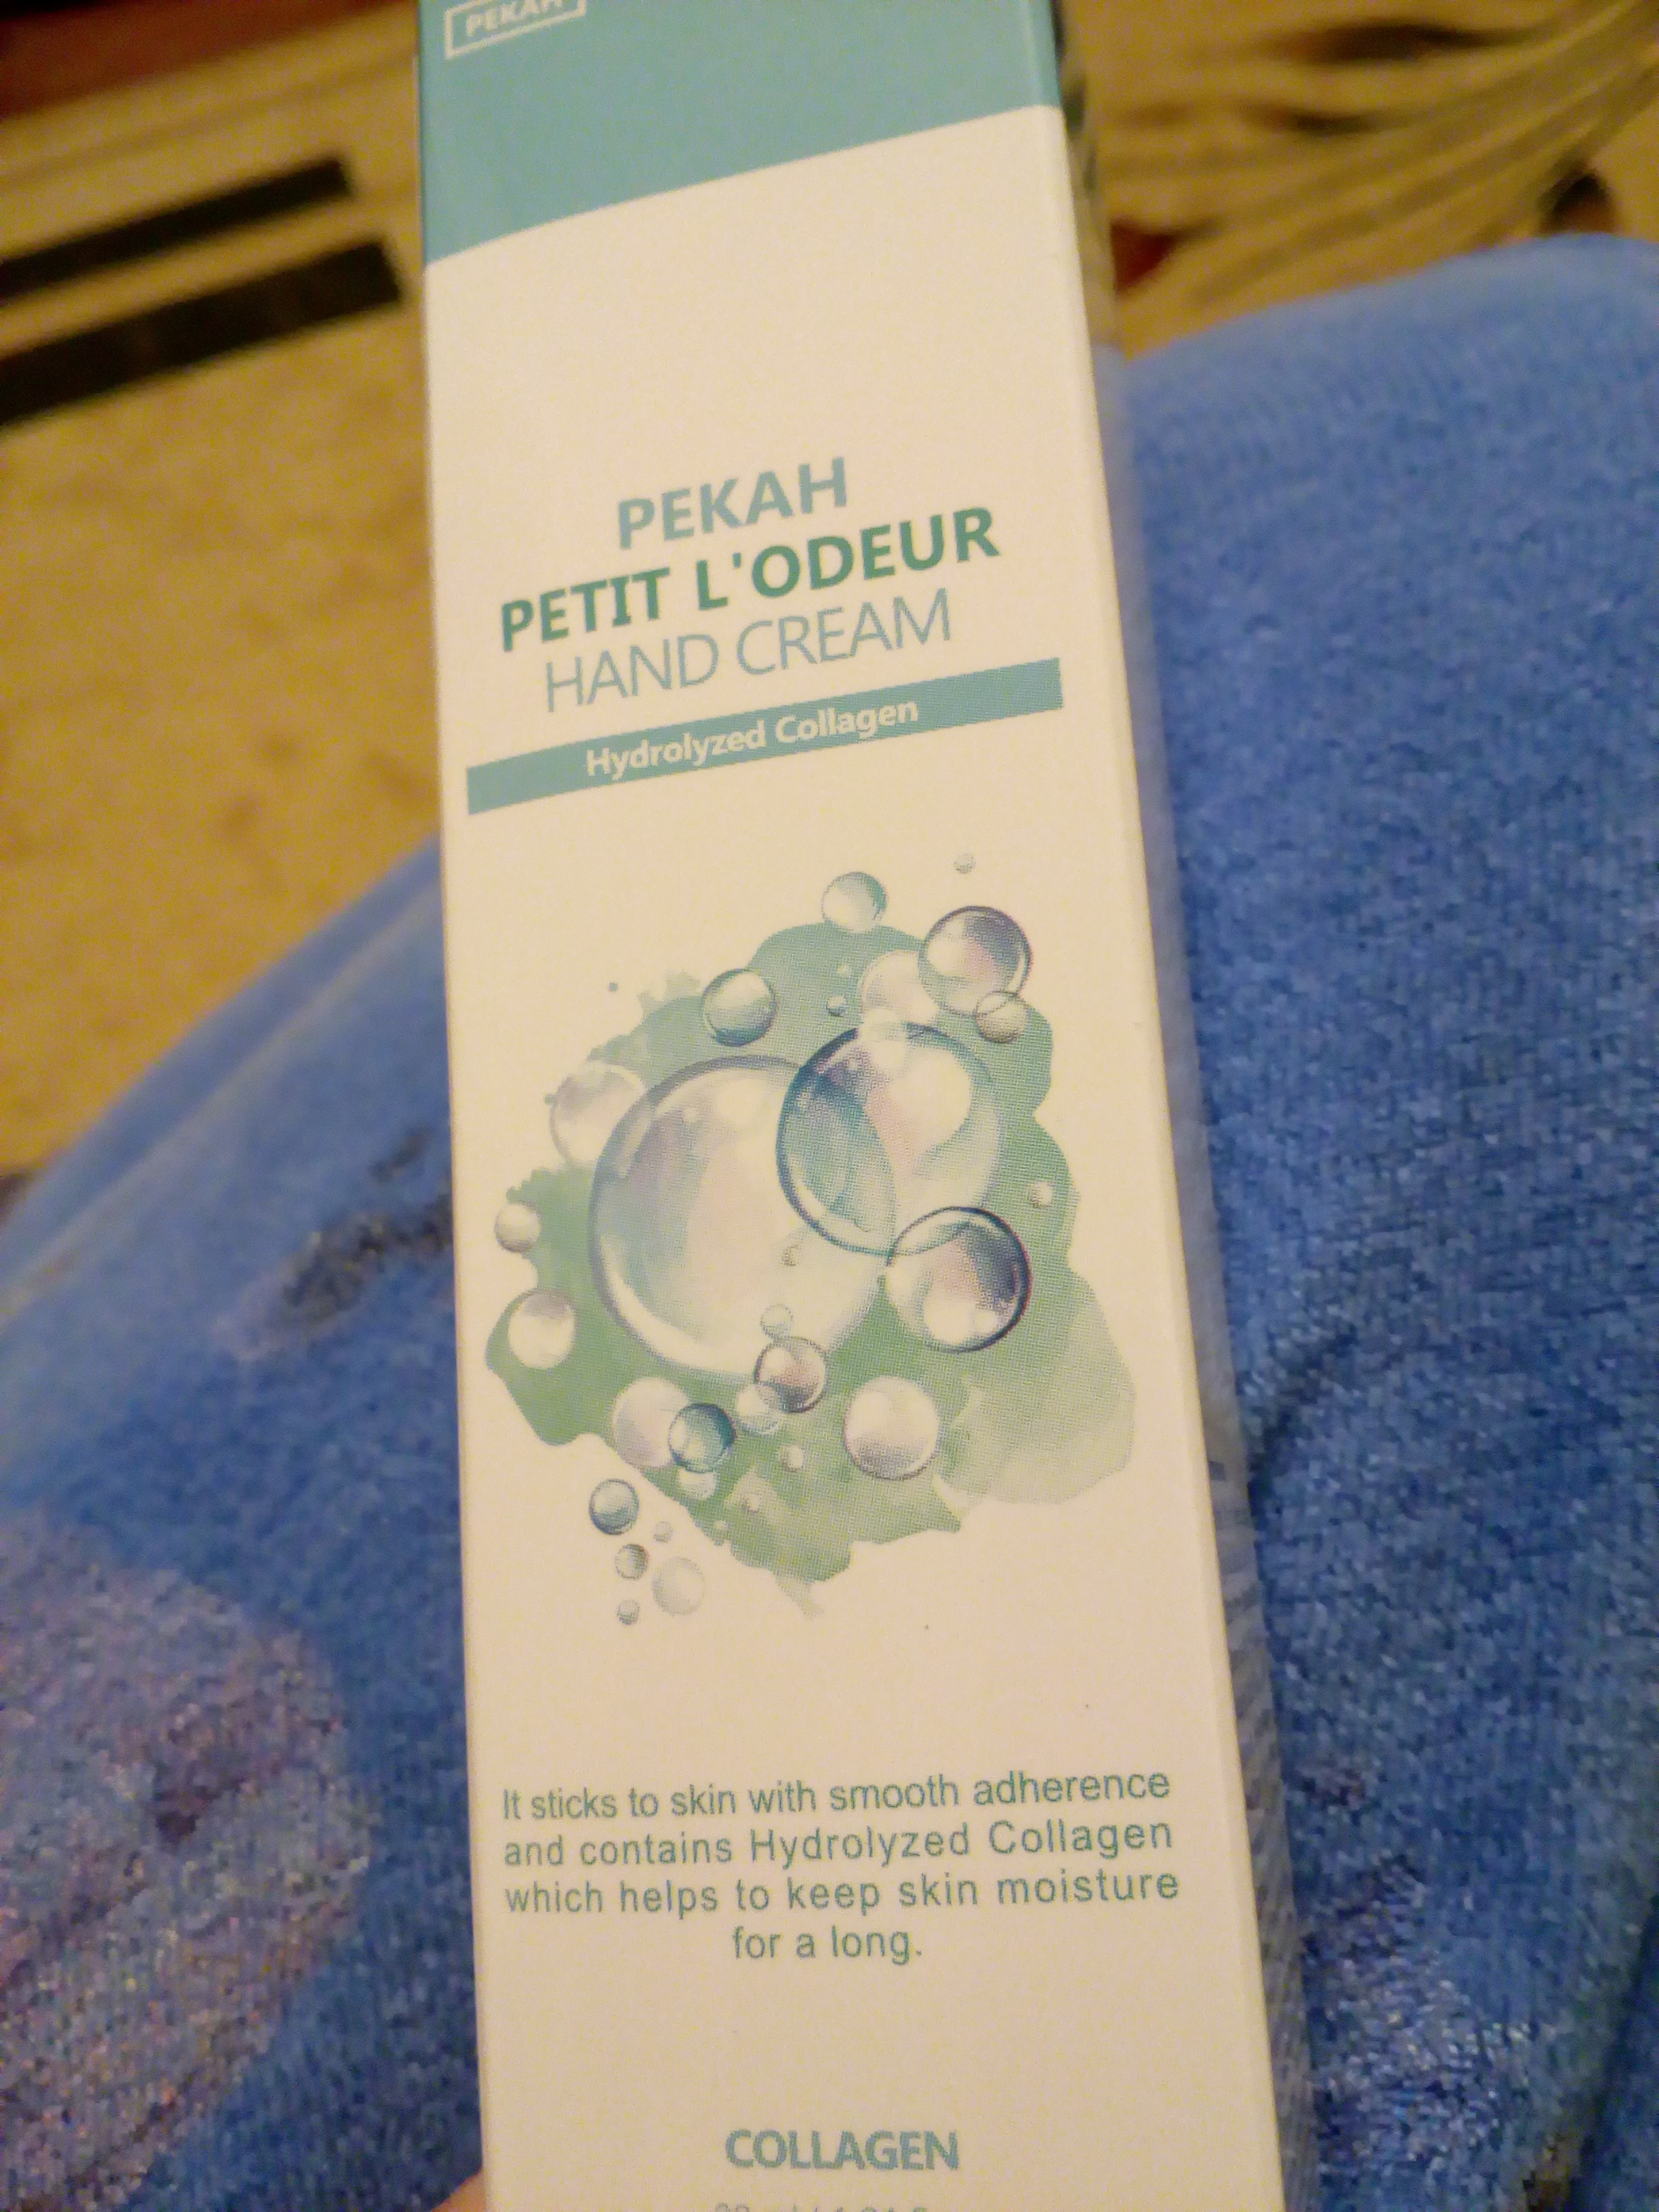 PEKAH
PEKAH
PETIT L'ODEUR
HAND CREAM
Hydrolyzed Collagen
It sticks to skin with smooth adherence
and contains Hydrolyzed Collagen
which helps to keep skin moisture
for a long.
COLLAGEN